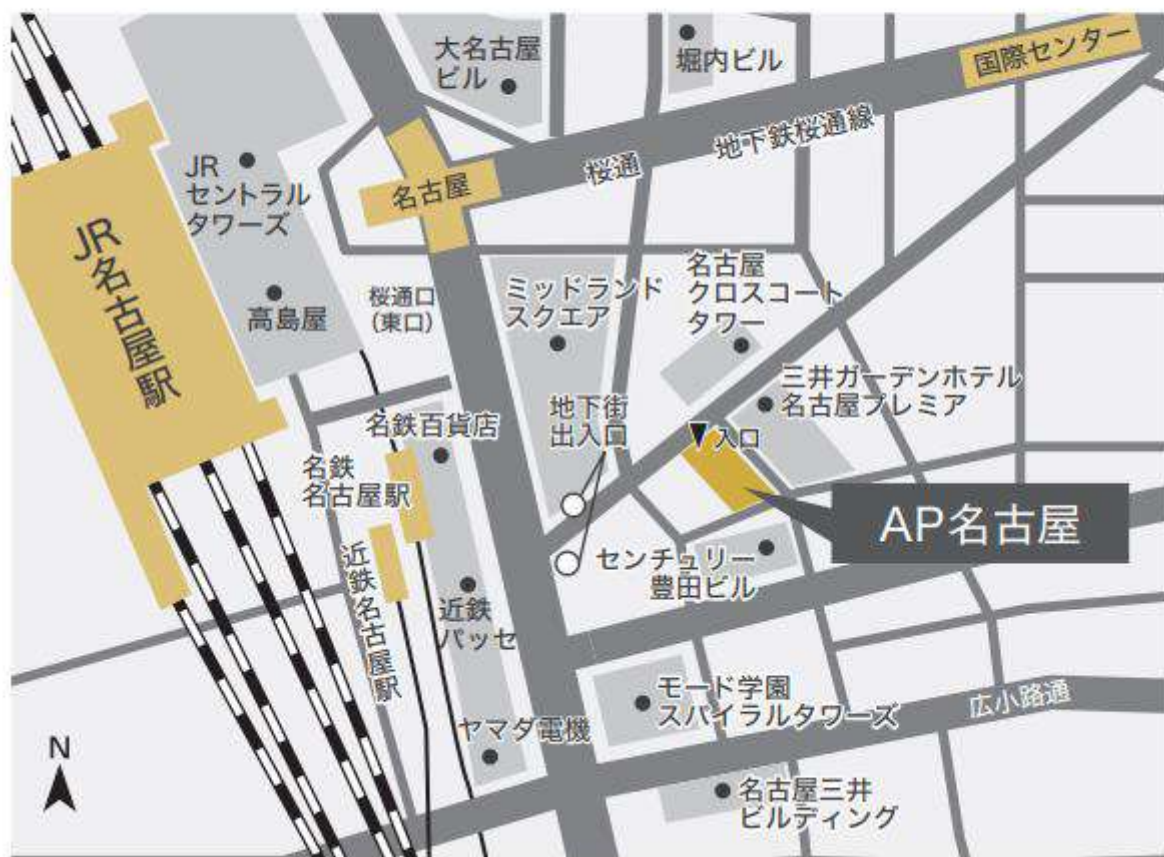 大名古屋
ビル
堀内ビル
国際センター
地下鉄桜通線
桜通
名古屋
JR
セントラル
タワーズ
JR名古屋駅
高島屋
桜通口
(東口)
ミッドランド
スクエア
名古屋
クロスコート
タワー
三井ガーデンホテル
名古屋プレミア
地下街
出入口
入口
名鉄百貨店
名鉄
名古屋駅
AP名古屋
近鉄名古屋駅
センチュリー
豊田ビル
近鉄
パッセ
モード学園
スパイラルタワーズ
広小路通
ヤマダ電機
N
名古屋三井
ビルディング